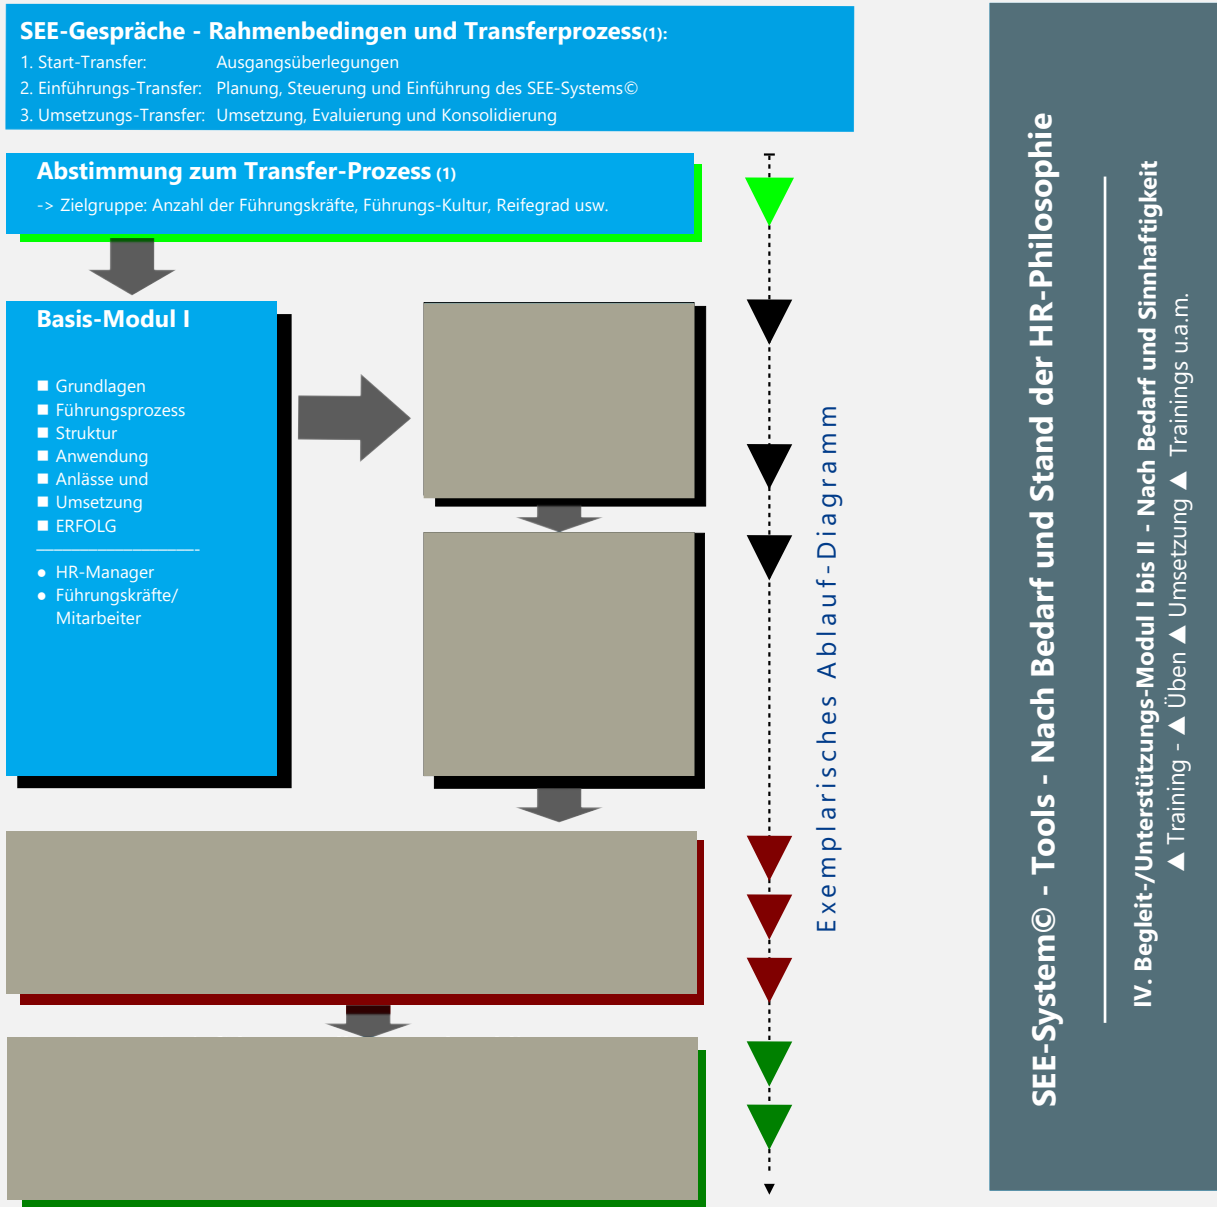 SEE-Gespräche - Rahmenbedingen und Transferprozess(1):
1. Start-Transfer: Ausgangsüberlegungen
2. Einführungs-Transfer: Planung, Steuerung und Einführung des SEE-Systems©
3. Umsetzungs-Transfer: Umsetzung, Evaluierung und Konsolidierung
Abstimmung zum Transfer-Prozess (1)
-> Zielgruppe: Anzahl der Führungskräfte, Führungs-Kultur, Reifegrad usw.
Basis-Modul I
■ Grundlagen
■ Führungsprozess
■ Struktur
■ Anwendung
■ Anlässe und
■ Umsetzung
■ ERFOLG
● HR-Manager
● Führungskräfte/
Mitarbeiter
Exemplarisches Ablauf-Diagramm
SEE-System© - Tools - Nach Bedarf und Stand der HR-Philosophie
IV. Begleit-/Unterstützungs-Modul I bis II - Nach Bedarf und Sinnhaftigkeit
▲ Training - ▲ Üben ▲ Umsetzung ▲ Trainings u.a.m.